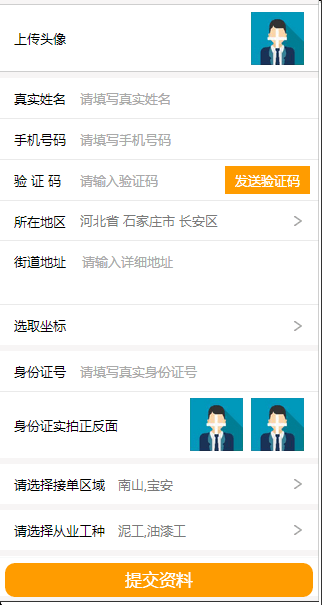 上传头像
真实姓名 请填写真实姓名
手机号码 请填写手机号码
验 证 码 请输入验证码 发送验证码
所在地区 河北省 石家庄市 长安区
街道地址 请输入详细地址
选取坐标
身份证号 请填写真实身份证号
身份证实拍正反面
请选择接单区域 南山,宝安
请选择从业工种 泥工,油漆工
提交资料